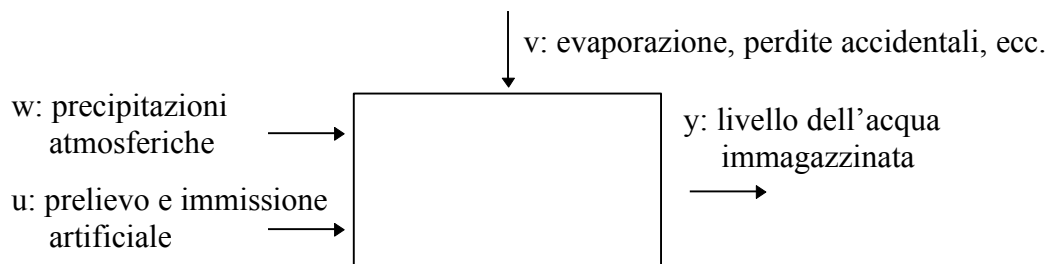 v: evaporazione, perdite accidentali, ecc.
w: precipitazioni
atmosferiche
y: livello dell’acqua
immagazzinata
u: prelievo e immissione
artificiale